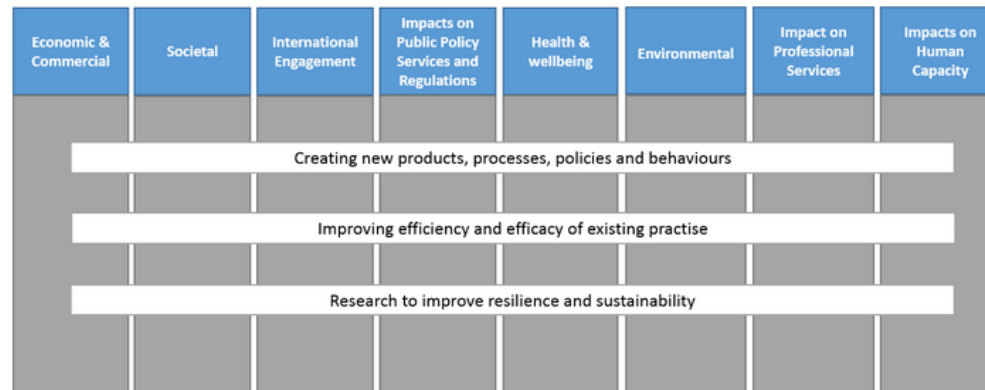 Economic &
Commercial
Societal
International
Engagement
Impacts on
Public Policy
Services and
Regulations
Health &
wellbeing
Environmental
Impact on
Professional
Services
Impacts on
Human
Capacity
Creating new products, processes, policies and behaviours
Improving efficiency and efficacy of existing practise
Research to improve resilience and sustainability